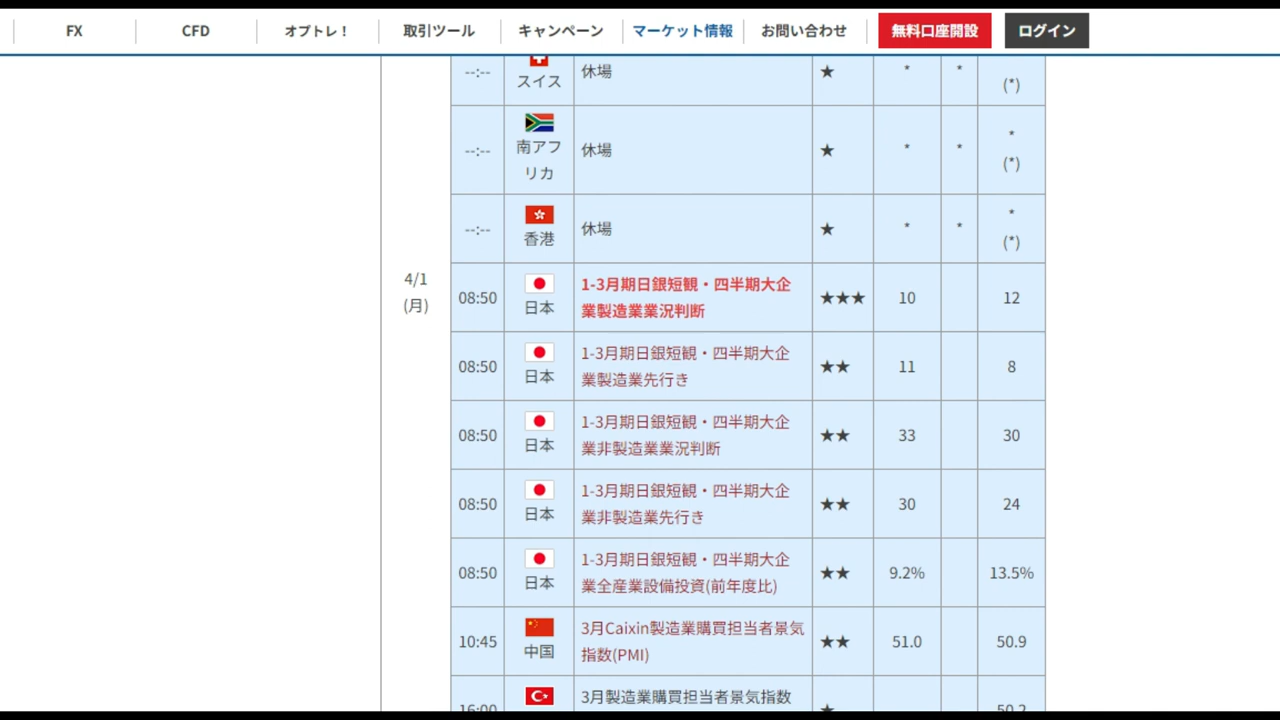 FX CFD オプトレ！ 取引ツール キャンペーン マーケット情報 お問い合わせ 無料口座開設 ログイン
--:-- スイス 休場 ★ * * (*)
--:-- 南アフ
リカ 休場 ★ * * *
(*)
--:-- 香港 休場 ★ * * *
(*)
4/1
(月)
08:50 日本 1-3月期日銀短観・四半期大企
業製造業業況判断 ★★★ 10 12
08:50 日本 1-3月期日銀短観・四半期大企
業製造業先行き ★★ 11 8
08:50 日本 1-3月期日銀短観・四半期大企
業非製造業業況判断 ★★ 33 30
08:50 日本 1-3月期日銀短観・四半期大企
業非製造業先行き ★★ 30 24
08:50 日本 1-3月期日銀短観・四半期大企
業全産業設備投資(前年度比) ★★ 9.2% 13.5%
10:45 中国 3月Caixin製造業購買担当者景気
指数(PMI) ★★ 51.0 50.9
16:00 3月製造業購買担当者景気指数 ★ 50.2